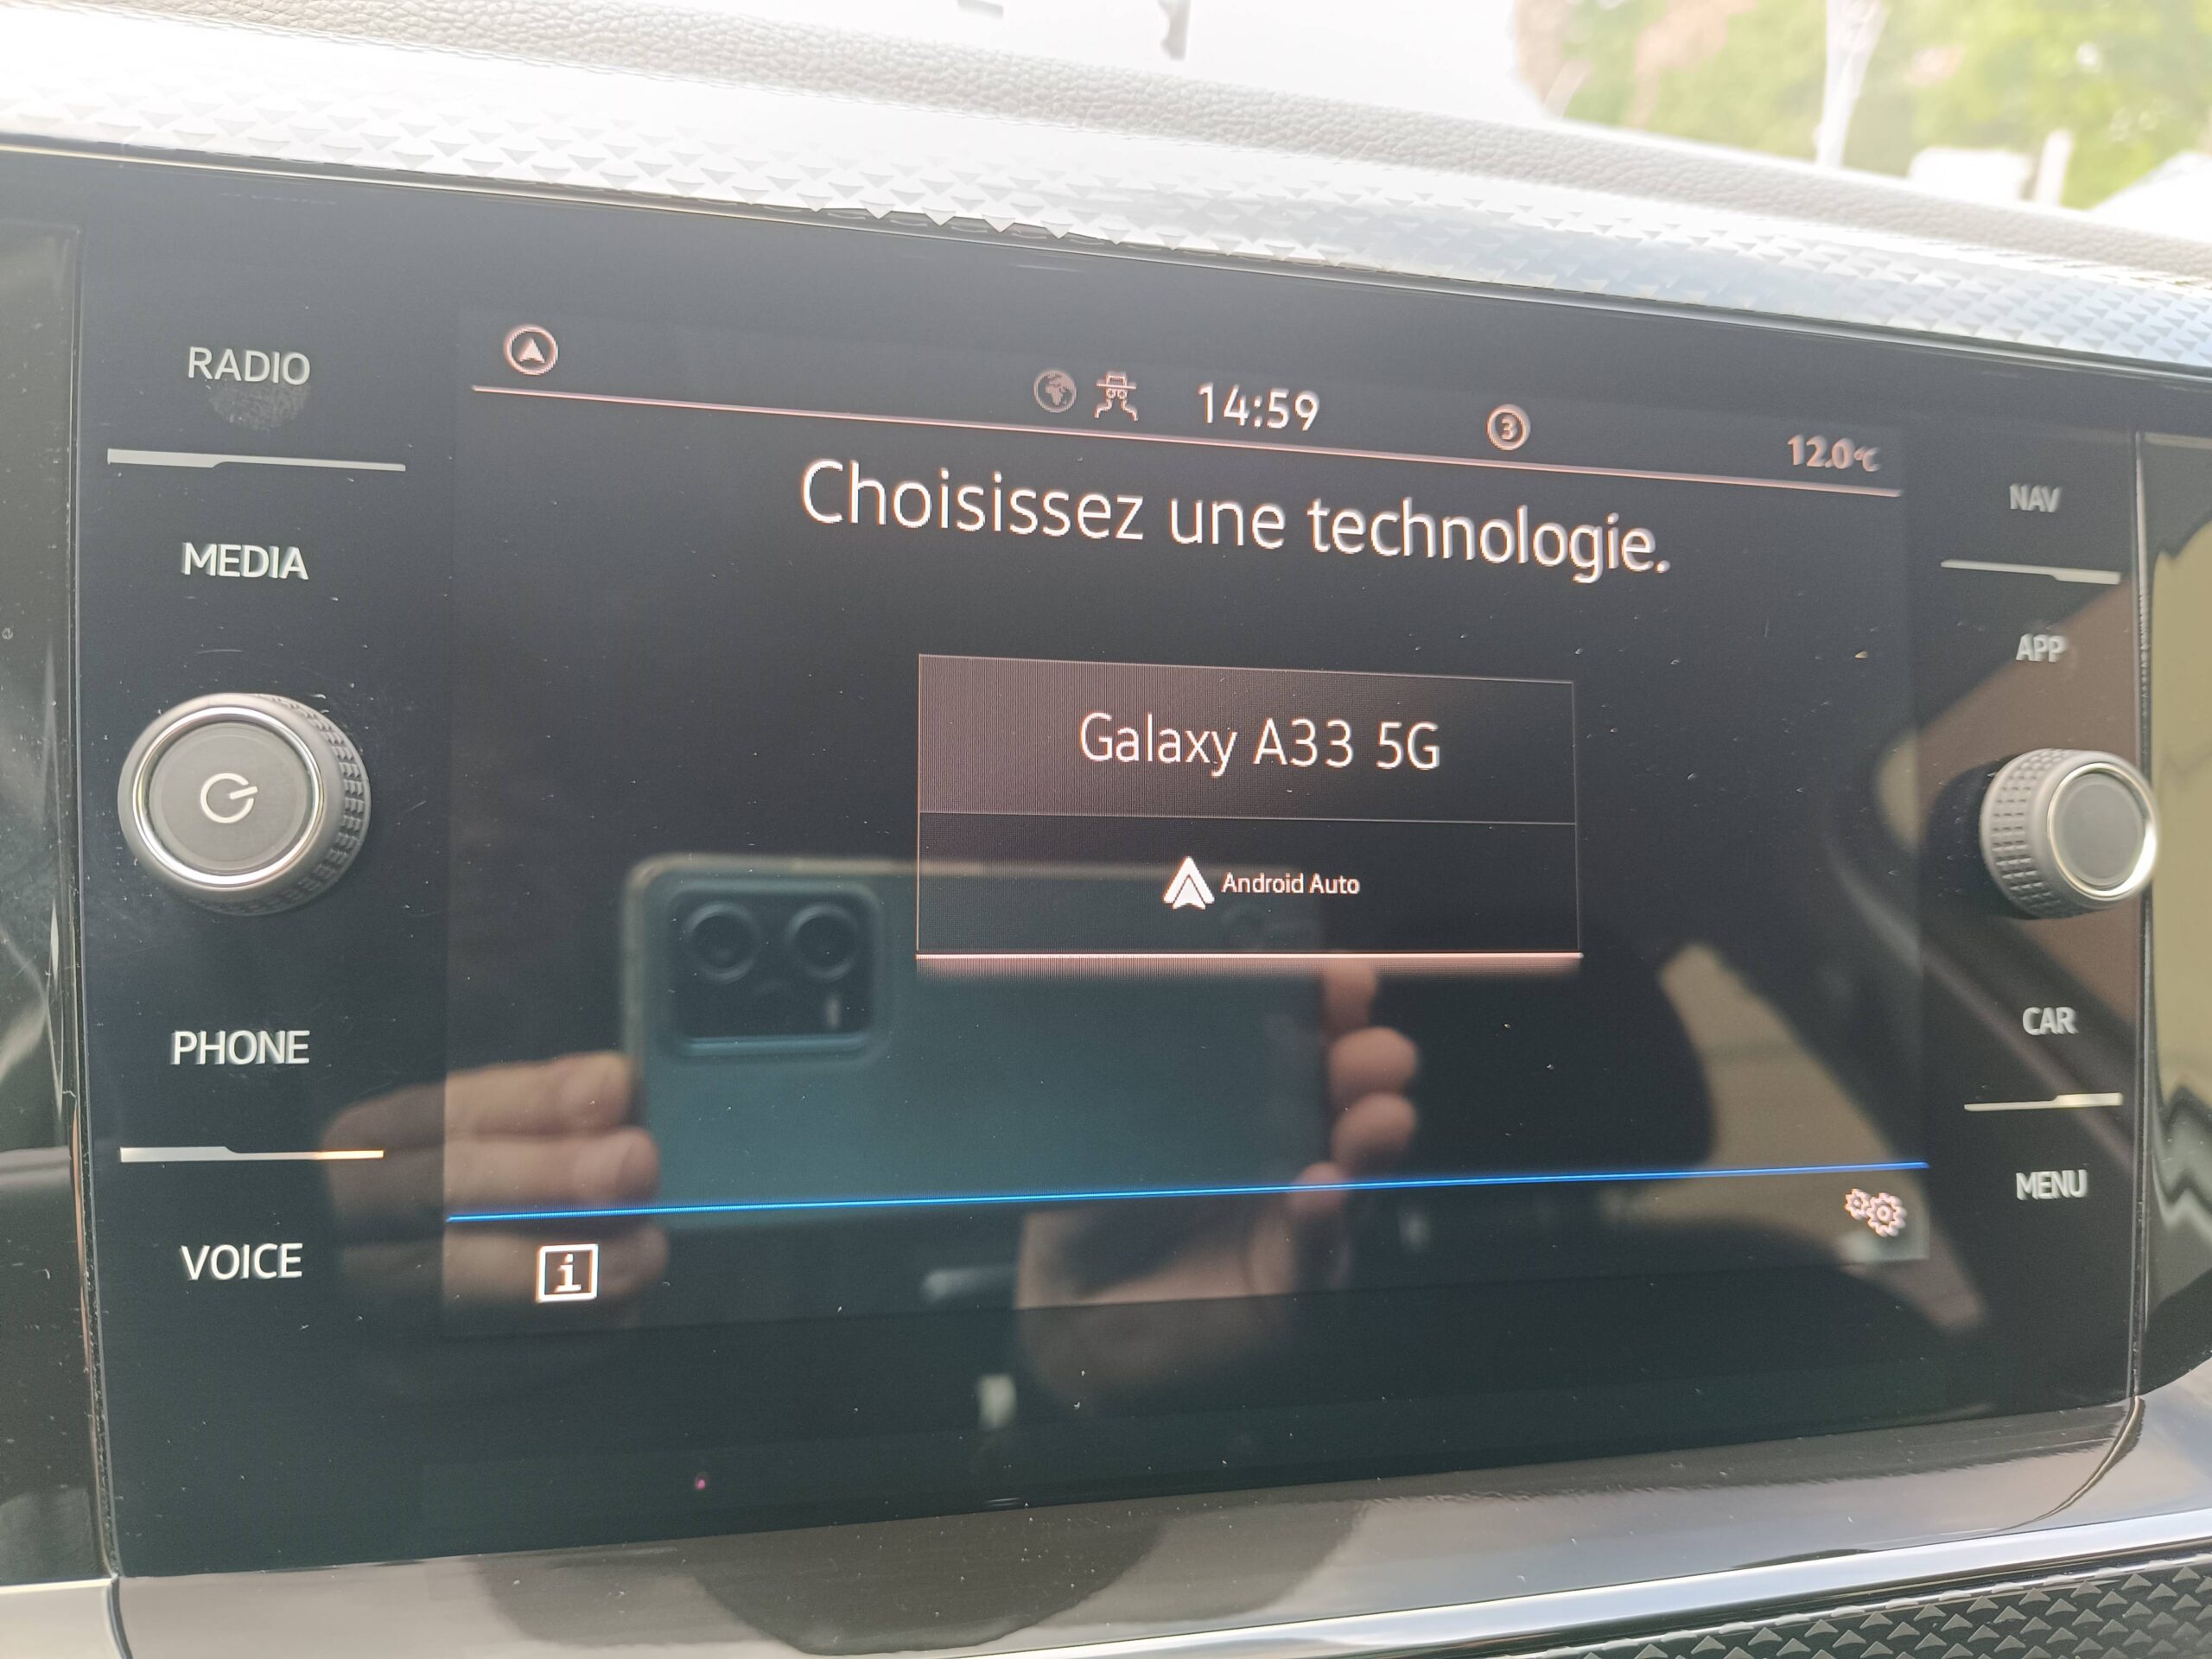 RADIO
MEDIA
PHONE
VOICE
14:59
3
12.0°C
Choisissez une technologie.
Galaxy A33 5G
Android Auto
i
NAV
APP
CAR
MENU